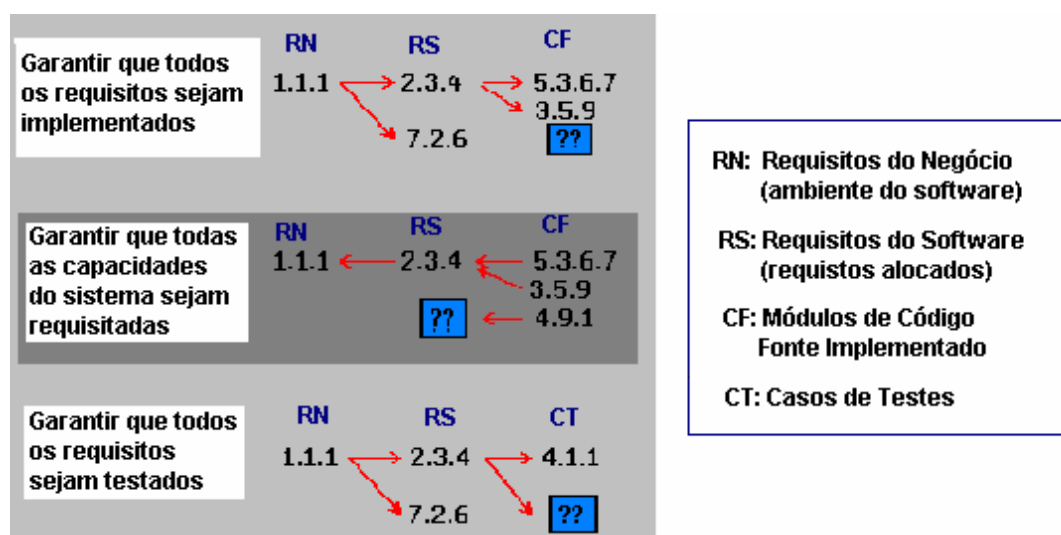 Garantir que todos
os requisitos sejam
implementados
RN RS CF
1.1.1 2.3.4 5.3.6.7
3.5.9
7.2.6 ??
Garantir que todas
as capacidades
do sistema sejam
requisitadas
RN RS CF
1.1.1 2.3.4 5.3.6.7
3.5.9
?? 4.9.1
Garantir que todos
os requisitos
sejam testados
RN RS CT
1.1.1 2.3.4 4.1.1
7.2.6 ??
RN: Requisitos do Negócio
(ambiente do software)
RS: Requisitos do Software
(requistos alocados)
CF: Módulos de Código
Fonte Implementado
CT: Casos de Testes